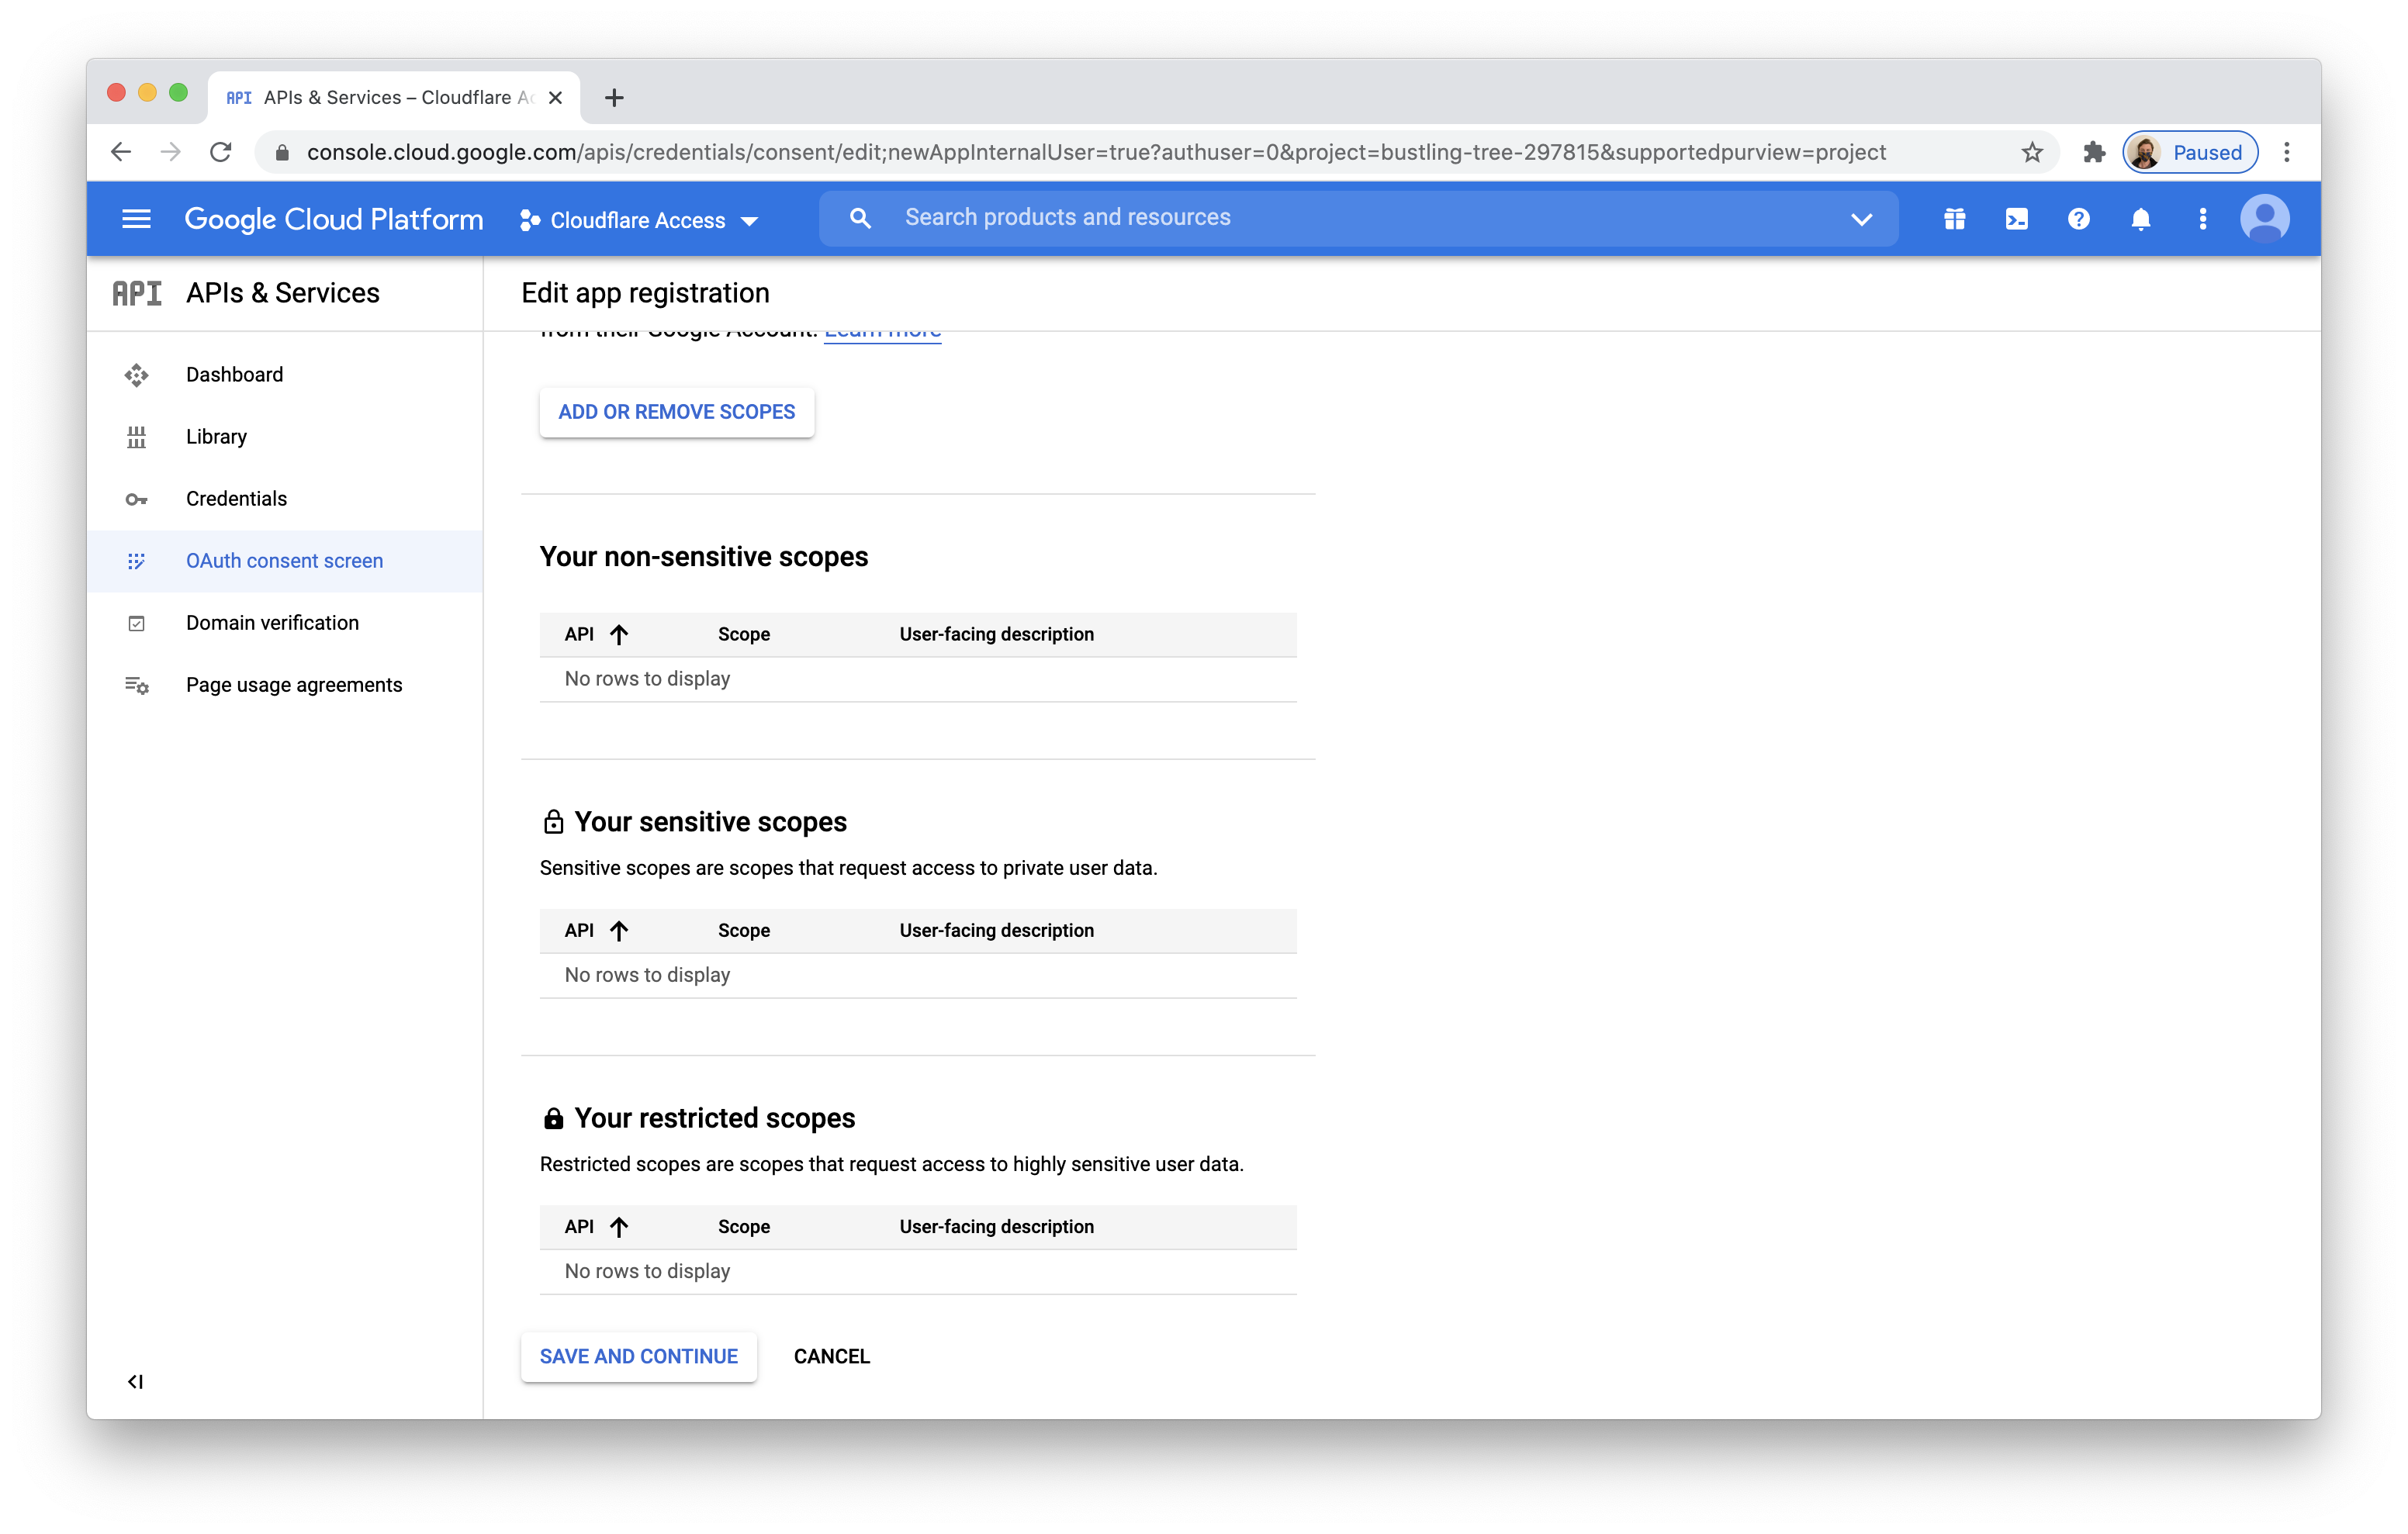 API APIs & Services – Cloudflare Ac
console.cloud.google.com/apis/credentials/consent/edit;newAppInternalUser=true?authuser=0&project=bustling-tree-297815&supportedpurview=project
Paused
Google Cloud Platform
Cloudflare Access
Search products and resources
API APIs & Services
Edit app registration
from their Google Account. Learn more
Dashboard
ADD OR REMOVE SCOPES
Library
Credentials
OAuth consent screen
Domain verification
Page usage agreements
Your non-sensitive scopes
API Scope User-facing description
No rows to display
Your sensitive scopes
Sensitive scopes are scopes that request access to private user data.
API Scope User-facing description
No rows to display
Your restricted scopes
Restricted scopes are scopes that request access to highly sensitive user data.
API Scope User-facing description
No rows to display
SAVE AND CONTINUE CANCEL